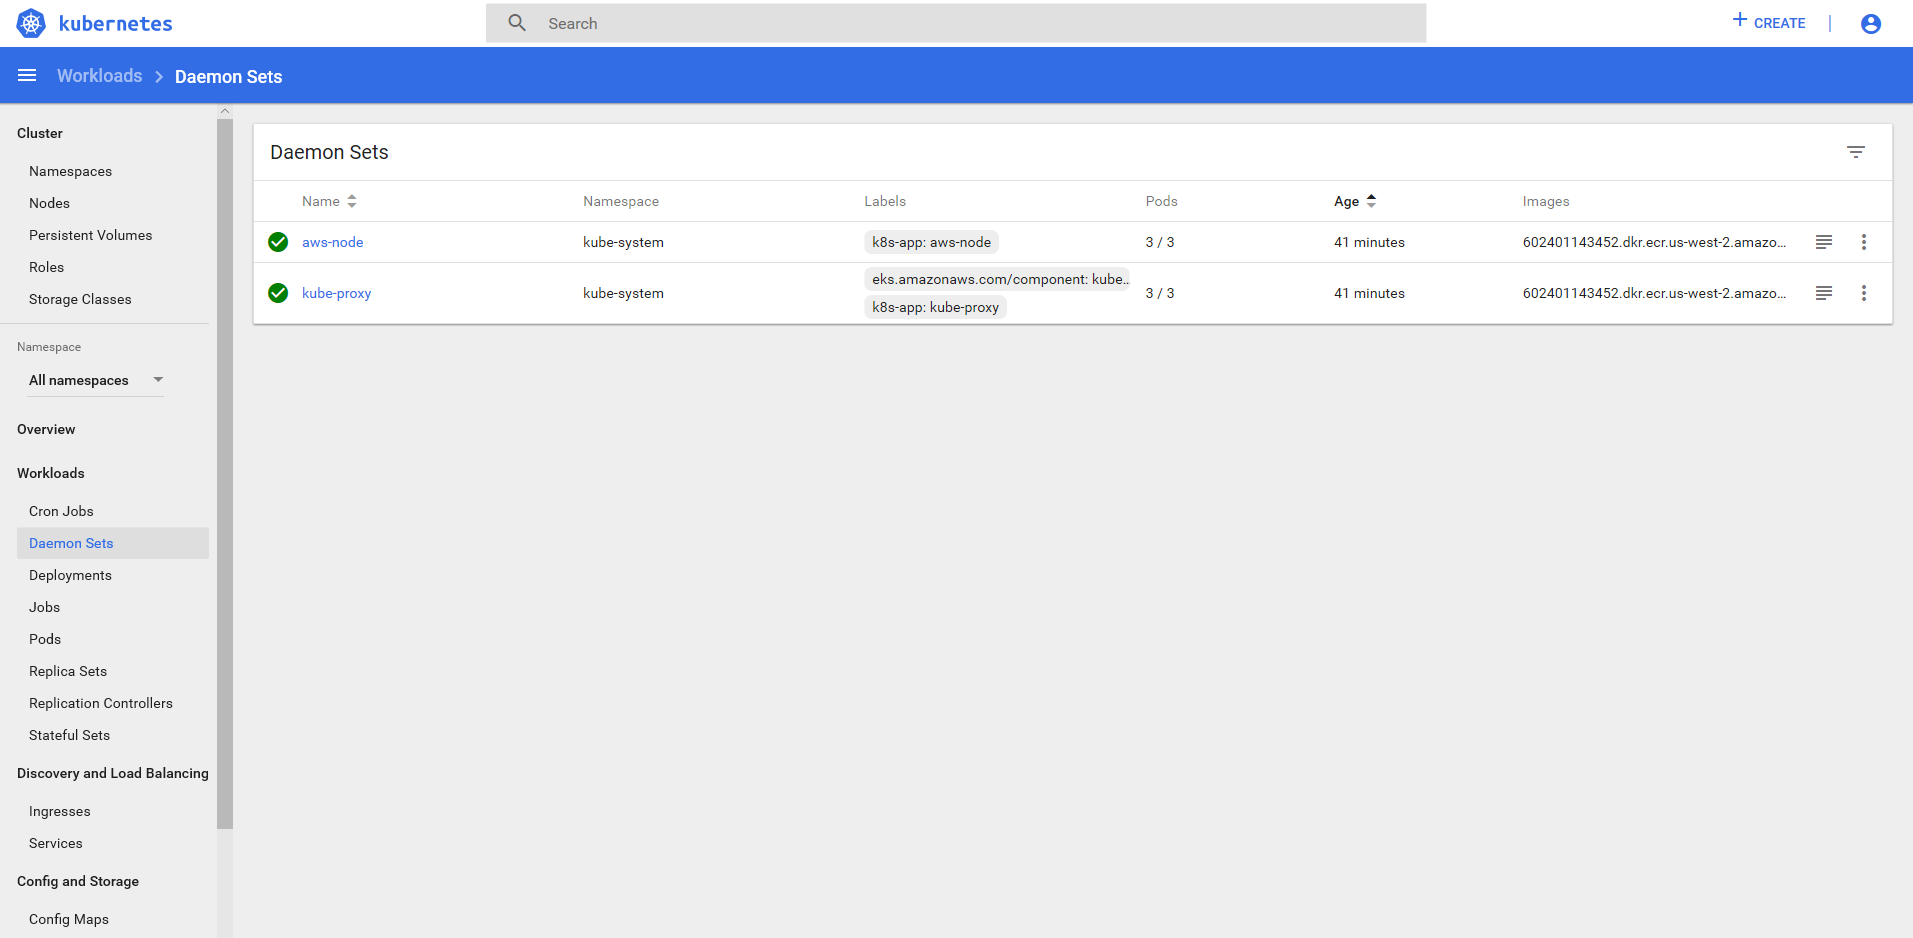 kubernetes
Search
CREATE
Workloads
Daemon Sets
Cluster
Namespaces
Nodes
Persistent Volumes
Roles
Storage Classes
Namespace
All namespaces
Overview
Workloads
Cron Jobs
Daemon Sets
Deployments
Jobs
Pods
Replica Sets
Replication Controllers
Stateful Sets
Discovery and Load Balancing
Ingresses
Services
Config and Storage
Config Maps
Daemon Sets
Name Namespace Labels Pods Age Images
aws-node kube-system k8s-app: aws-node 3 / 3 41 minutes 602401143452.dkr.ecr.us-west-2.amazo...
eks.amazonaws.com/component: kube..
kube-proxy kube-system 3 / 3 41 minutes 602401143452.dkr.ecr.us-west-2.amazo...
k8s-app: kube-proxy